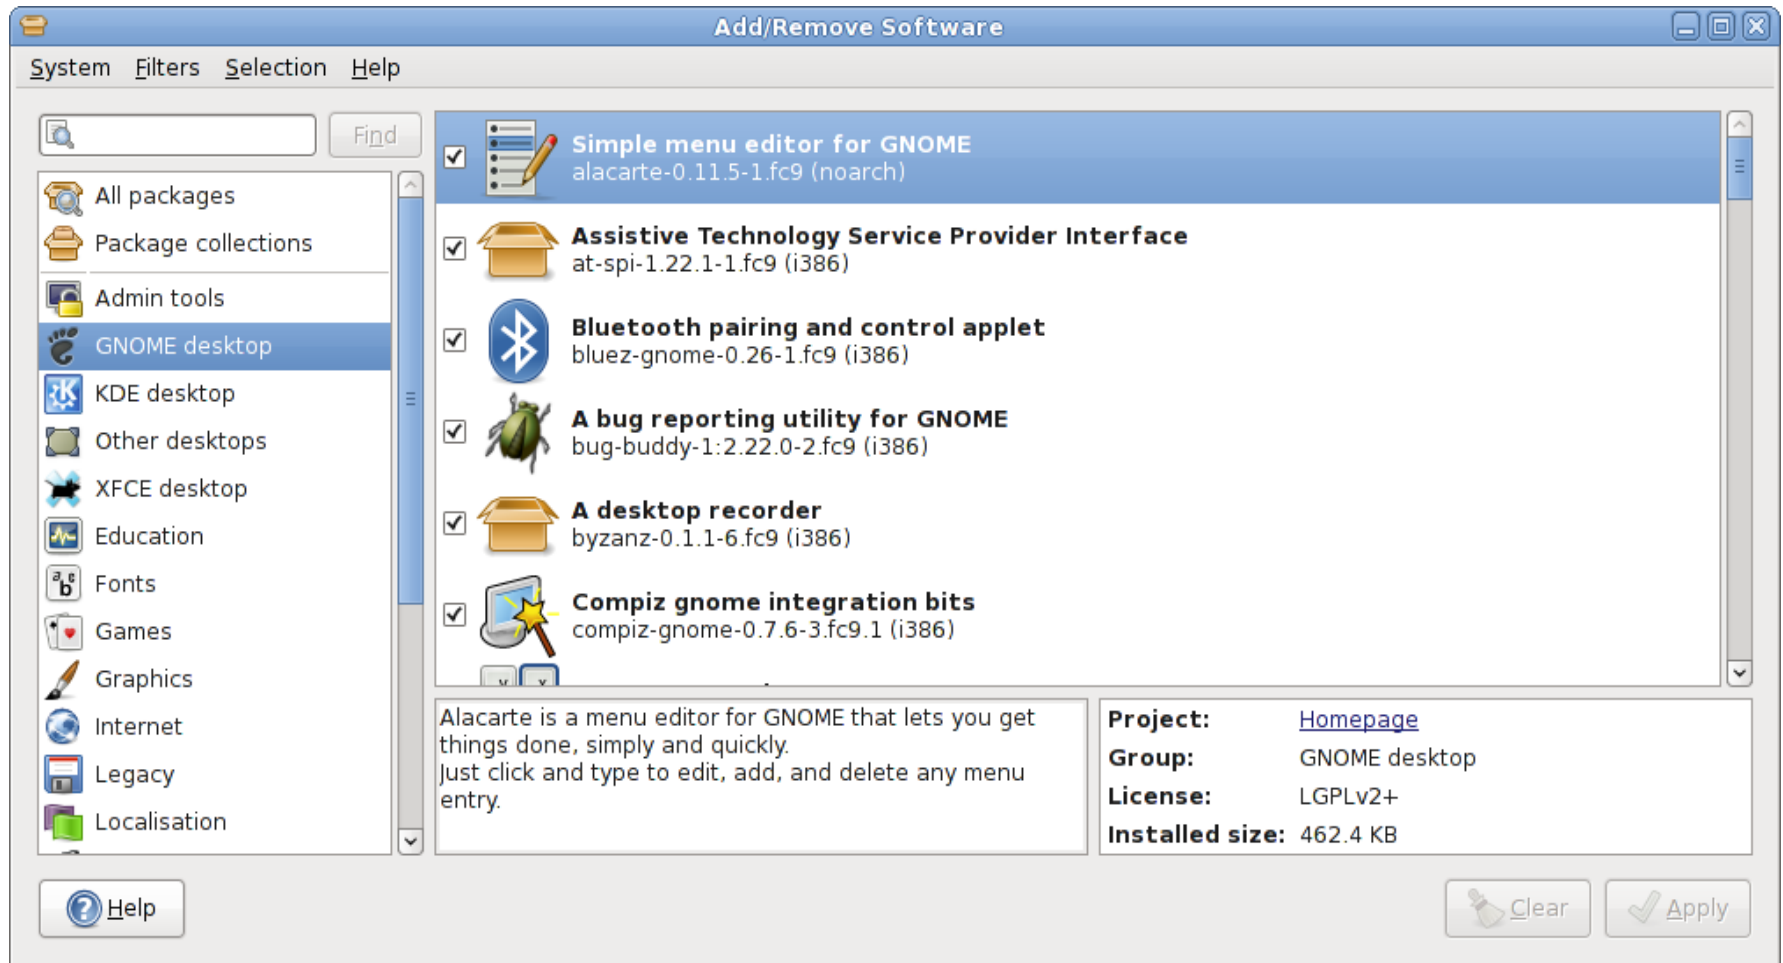 Add/Remove Software
System Filters Selection Help
Find
All packages
Package collections
Admin tools
GNOME desktop
KDE desktop
Other desktops
XFCE desktop
Education
Fonts
Games
Graphics
Internet
Legacy
Localisation
Simple menu editor for GNOME
alacarte-0.11.5-1.fc9 (noarch)
Assistive Technology Service Provider Interface
at-spi-1.22.1-1.fc9 (i386)
Bluetooth pairing and control applet
bluez-gnome-0.26-1.fc9 (i386)
A bug reporting utility for GNOME
bug-buddy-1:2.22.0-2.fc9 (i386)
A desktop recorder
byzanz-0.1.1-6.fc9 (i386)
Compiz gnome integration bits
compiz-gnome-0.7.6-3.fc9.1 (i386)
Alacarte is a menu editor for GNOME that lets you get
things done, simply and quickly.
Just click and type to edit, add, and delete any menu
entry.
Project: Homepage
Group: GNOME desktop
License: LGPLv2+
Installed size: 462.4 KB
Help
Clear
Apply